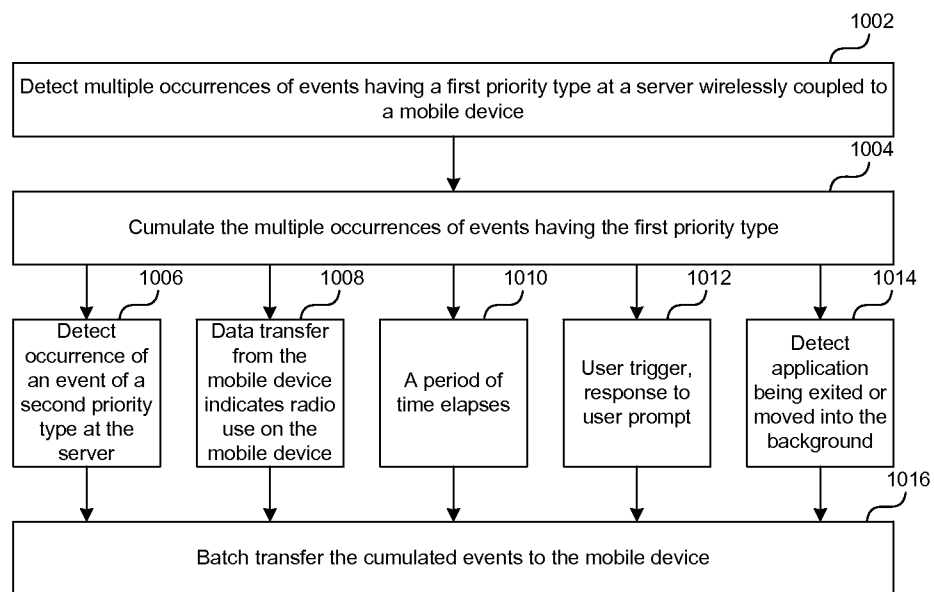 1002
Detect multiple occurrences of events having a first priority type at a server wirelessly coupled to
a mobile device
1004
Cumulate the multiple occurrences of events having the first priority type
1006
Detect
occurrence of
an event of a
second priority
type at the
server
1008
Data transfer
from the
mobile device
indicates radio
use on the
mobile device
1010
A period of
time elapses
1012
User trigger,
response to
user prompt
1014
Detect
application
being exited or
moved into the
background
1016
Batch transfer the cumulated events to the mobile device